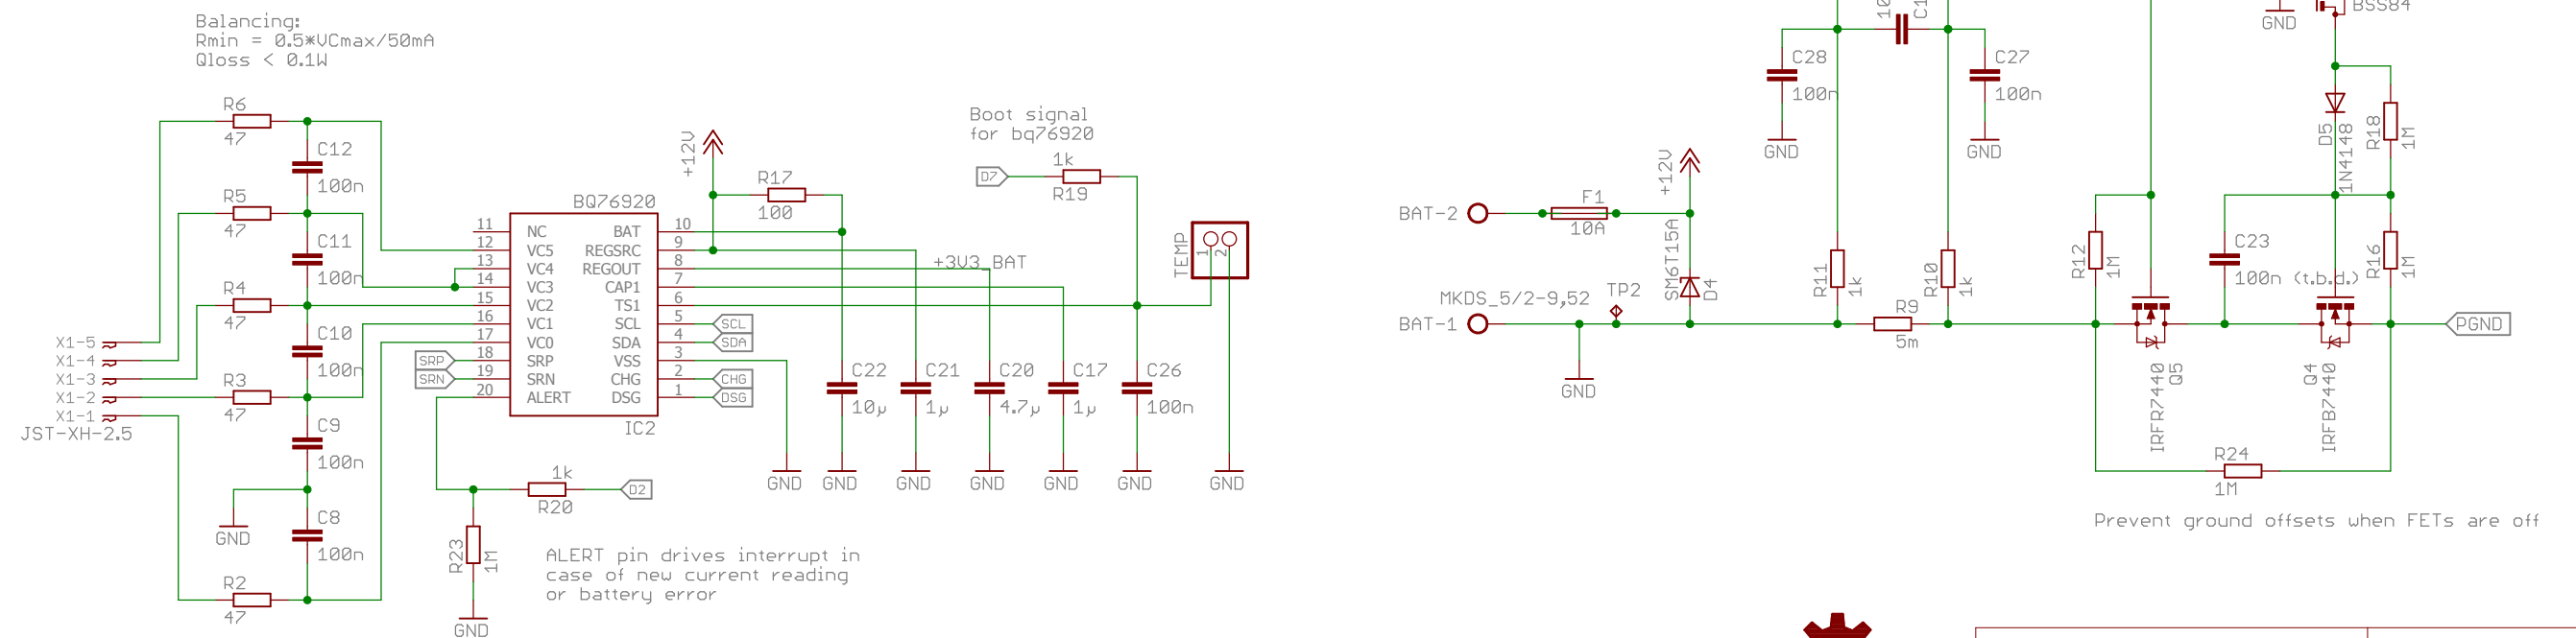 Balancing:
Rmin = 0.5*VCmax/50mA
Qloss < 0.1W
R6
47
C12
100n
R5
47
C11
100n
R4
47
C10
100n
R3
47
C9
100n
C8
100n
R2
47
GND
X1-5
X1-4
X1-3
X1-2
X1-1
JST-XH-2.5
BQ76920
11 NC BAT 10
12 VC5 REGSRC 9
13 VC4 REGOUT 8
14 VC3 CAP1 7
15 VC2 TS1 6
16 VC1 SCL 5
17 VC0 SDA 4
18 SRP VSS 3
19 SRN CHG 2
20 ALERT DSG 1
IC2
SRP
SRN
SCL
SDA
CHG
DSG
+12V
R17
100
+3V3_BAT
Boot signal
for bq76920
D7
1k
R19
TEMP
1
2
C22
10µ
C21
1µ
C20
4.7µ
C17
1µ
C26
100n
GND
GND
GND
GND
GND
GND
GND
1k
R20
D2
R23
1M
GND
ALERT pin drives interrupt in
case of new current reading
or battery error
C28
100n
GND
C27
100n
GND
BAT-2
F1
10A
+12V
SM6T15A
D4
MKDS_5/2-9,52
BAT-1
TP2
GND
R11
1k
R9
5m
R10
1k
GND
BSS84
D5
1N4148
R18
1M
R12
1M
C23
100n (t.b.d.)
R16
1M
IRFR7440
Q5
Q4
IRFB7440
PGND
R24
1M
Prevent ground offsets when FETs are off